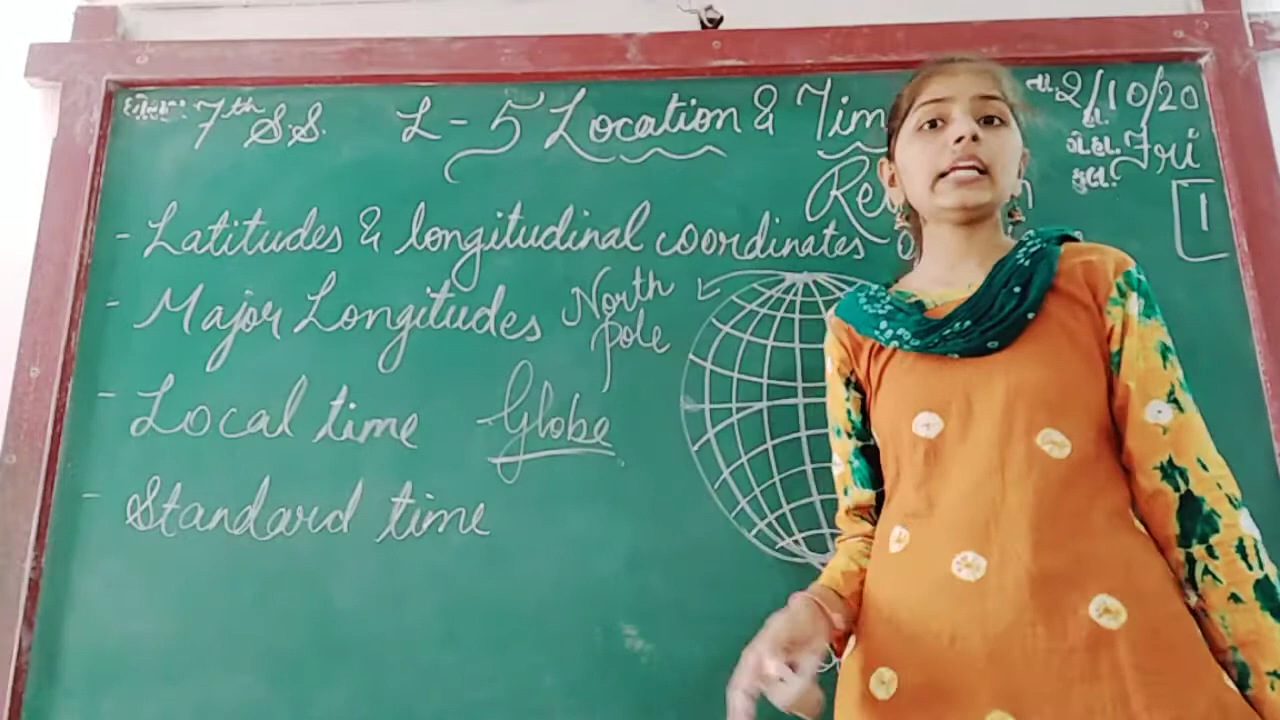 ધોરણ: 7th S.S.
L - 5 Location & Tim
તા. 2/10/20
હા.
ગે.હા. Fri
કુલ.
Re
1
- Latitudes & longitudinal coordinates
- Major Longitudes
North pole
- Local time
Globe
- Standard time